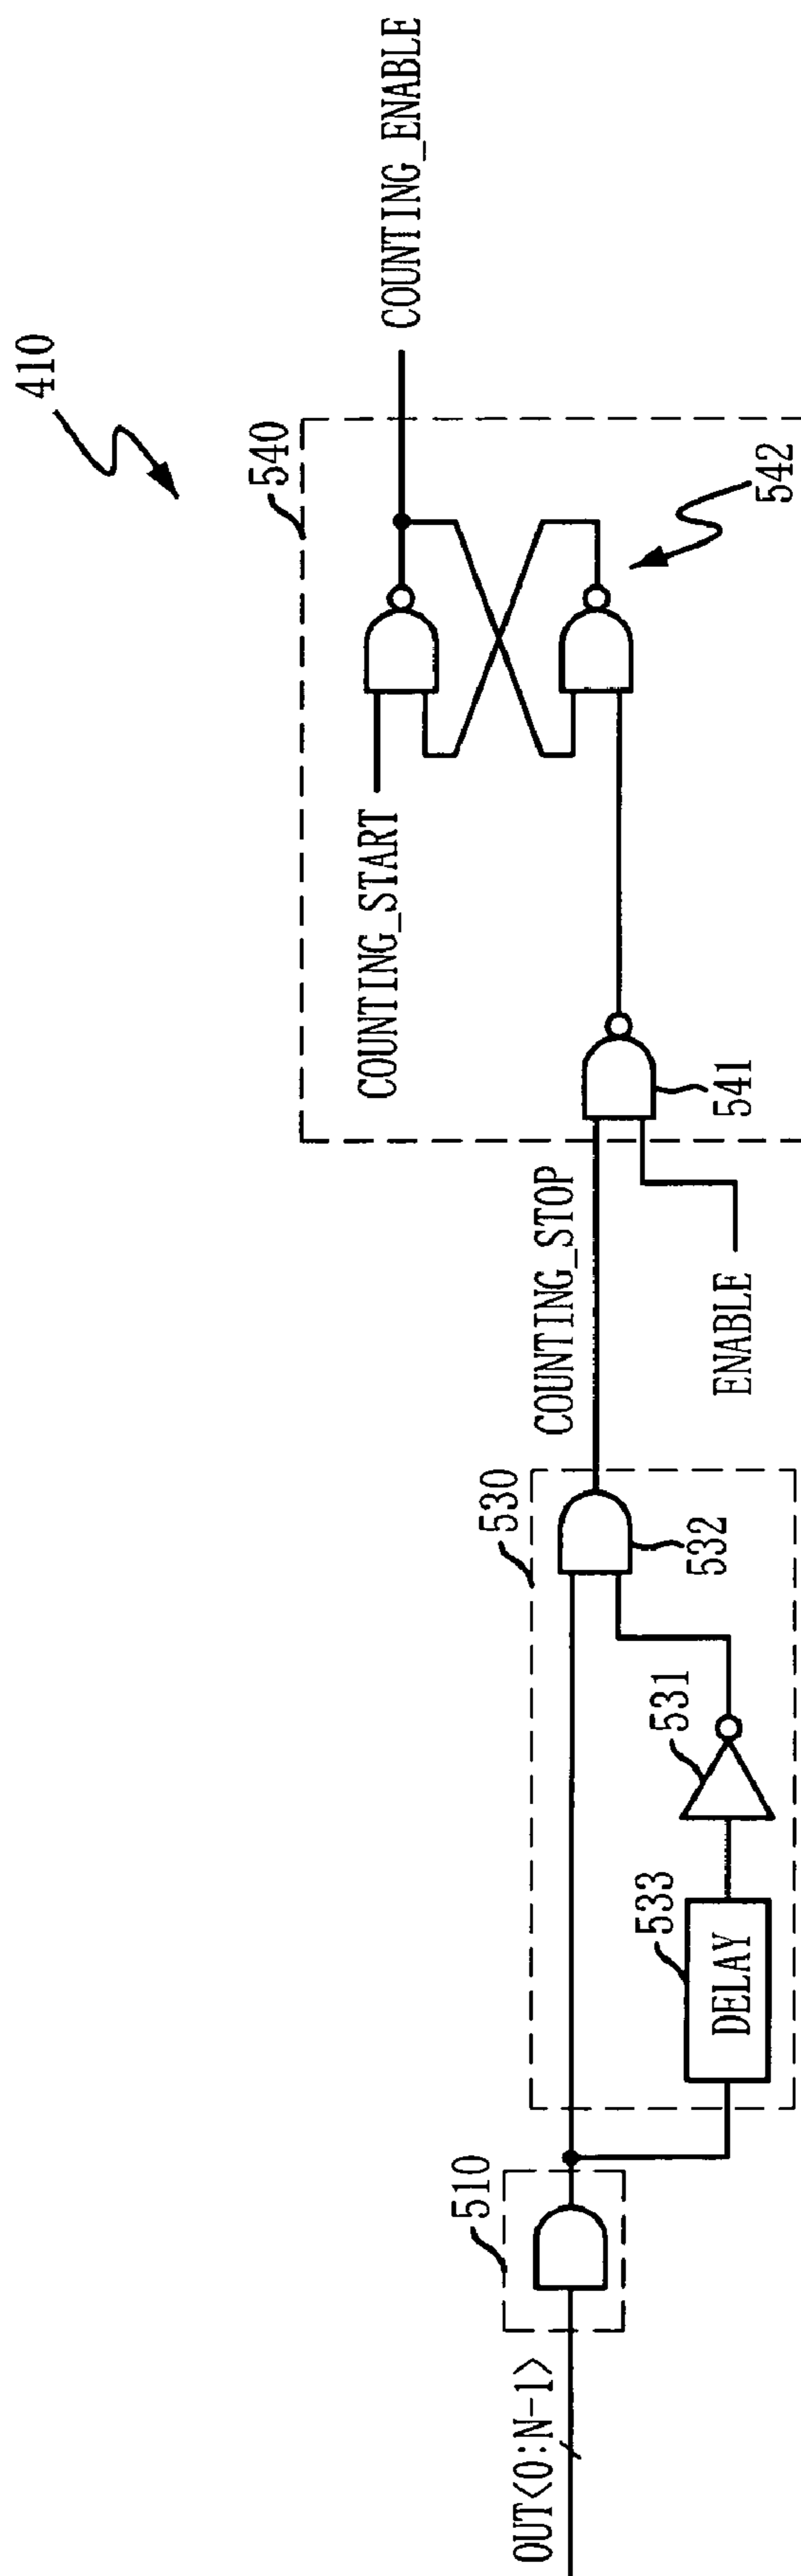 410
OUT<0:N-1>
510
530
533
DELAY
531
532
COUNTING_STOP
ENABLE
540
COUNTING_START
541
542
COUNTING_ENABLE